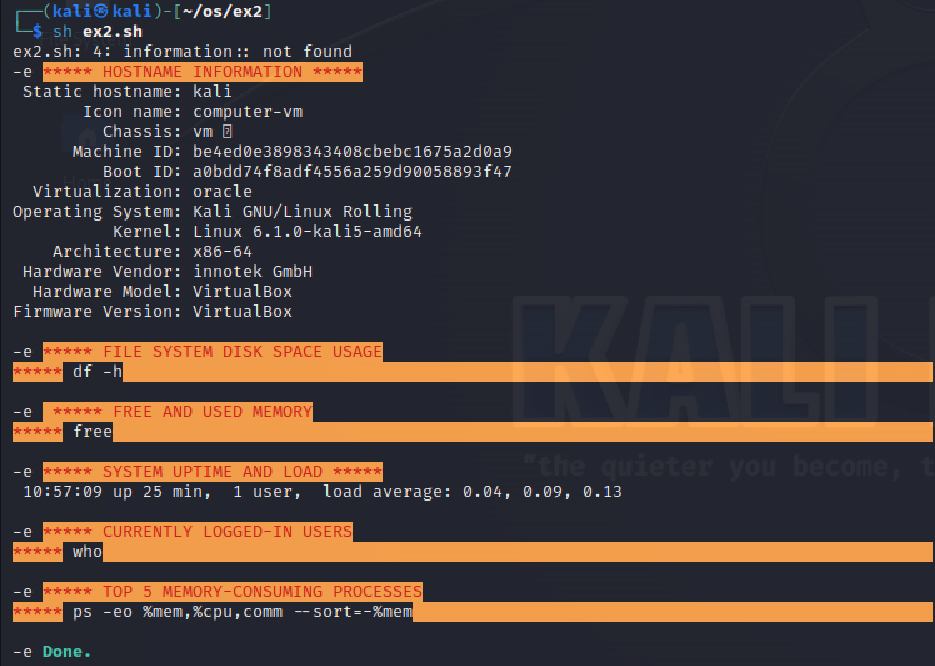 ┌──(kali㉿kali)-[~/os/ex2]
└─$ sh ex2.sh
ex2.sh: 4: information:: not found
-e ***** HOSTNAME INFORMATION *****
 Static hostname: kali
       Icon name: computer-vm
         Chassis: vm
      Machine ID: be4ed0e3898343408cbebc1675a2d0a9
         Boot ID: a0bdd74f8adf4556a259d90058893f47
  Virtualization: oracle
Operating System: Kali GNU/Linux Rolling
          Kernel: Linux 6.1.0-kali5-amd64
    Architecture: x86-64
 Hardware Vendor: innotek GmbH
  Hardware Model: VirtualBox
Firmware Version: VirtualBox
-e ***** FILE SYSTEM DISK SPACE USAGE
***** df -h
-e  ***** FREE AND USED MEMORY
***** free
-e ***** SYSTEM UPTIME AND LOAD *****
 10:57:09 up 25 min,  1 user,  load average: 0.04, 0.09, 0.13
-e ***** CURRENTLY LOGGED-IN USERS
***** who
-e ***** TOP 5 MEMORY-CONSUMING PROCESSES
***** ps -eo %mem,%cpu,comm --sort=-%mem
-e Done.
KALI
"the quieter you become, t